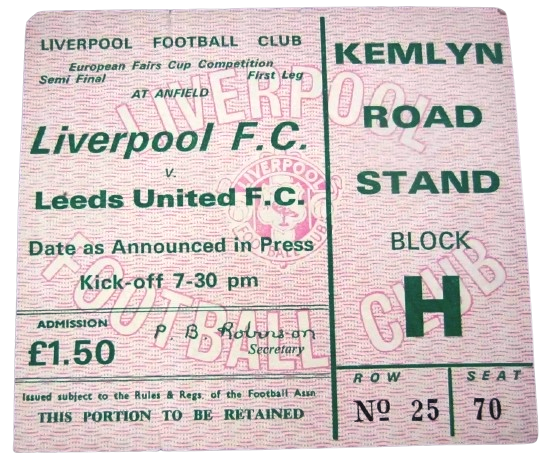 LIVERPOOL FOOTBALL CLUB
European Fairs Cup Competition
Semi Final First Leg
AT ANFIELD
Liverpool F.C.
v.
Leeds United F.C.
Date as Announced in Press
Kick-off 7-30 pm
ADMISSION
£1.50
P. B. Robinson
Secretary
Issued subject to the Rules & Regs. of the Football Assn
THIS PORTION TO BE RETAINED
KEMLYN
ROAD
STAND
BLOCK
H
ROW SEAT
Nº 25 70
LIVERPOOL
FOOTBALL CLUB
LIVERPOOL
FOOTBALL CLUB